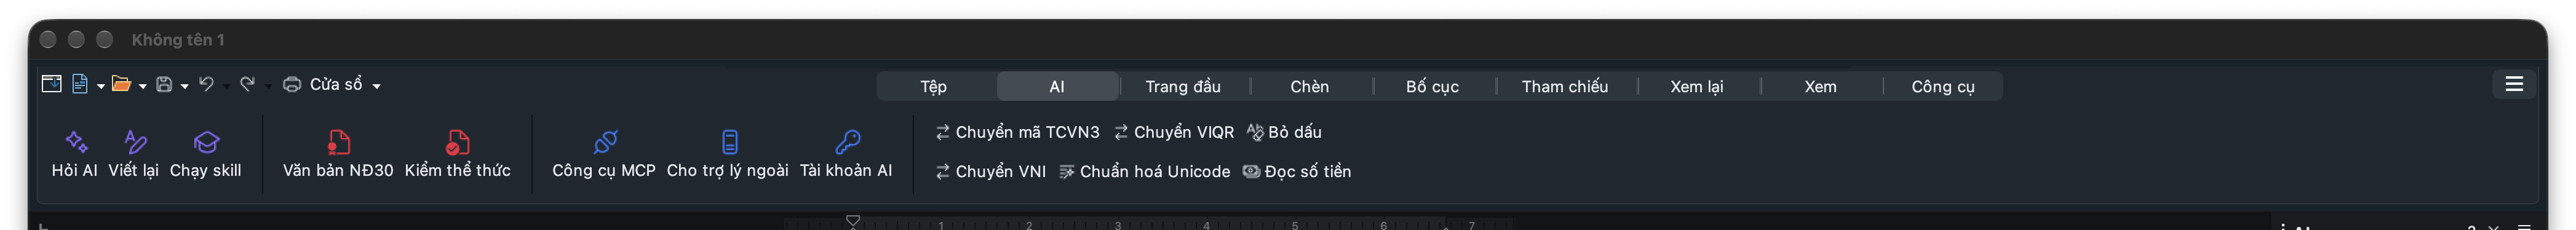 Không tên 1
Cửa sổ
Tệp AI Trang đầu Chèn Bố cục Tham chiếu Xem lại Xem Công cụ
Chuyển mã TCVN3 Chuyển VIQR Bỏ dấu
Hỏi AI Viết lại Chạy skill Văn bản NĐ30 Kiểm thể thức Công cụ MCP Cho trợ lý ngoài Tài khoản AI
Chuyển VNI Chuẩn hoá Unicode Đọc số tiền
1 2 3 4 5 6 7